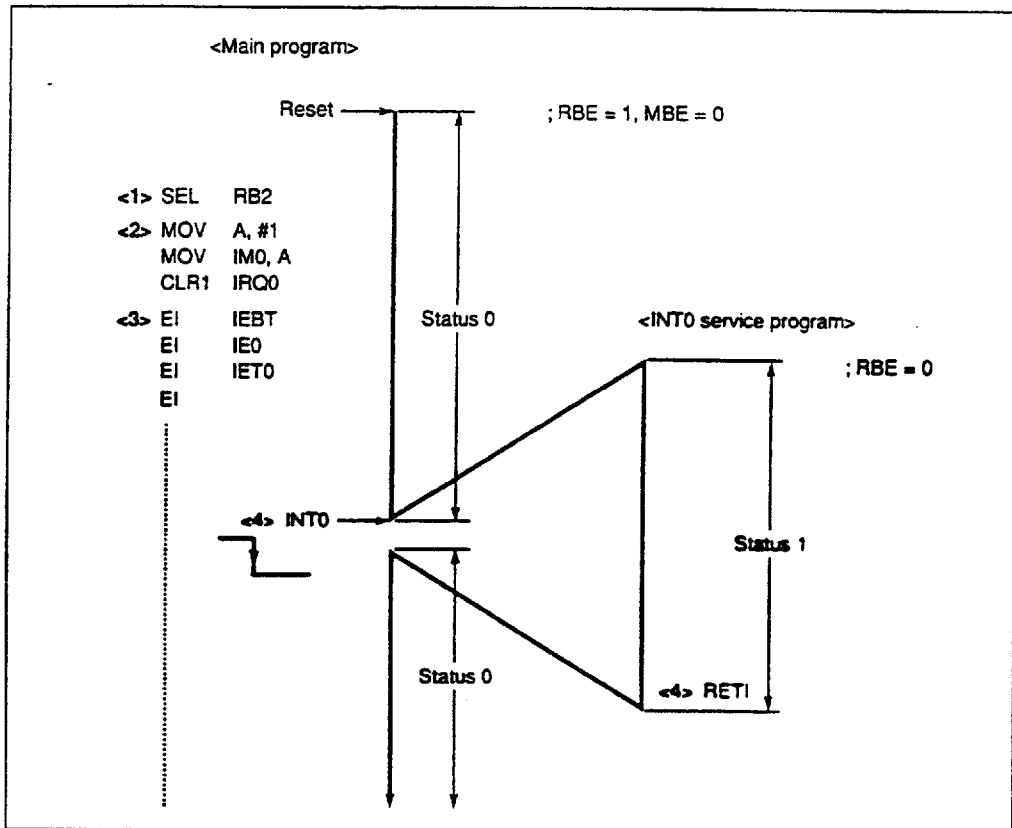 <Main program>
Reset
; RBE = 1, MBE = 0
<1> SEL RB2
<2> MOV A, #1
MOV IM0, A
CLR1 IRQ0
<3> EI IEBT
EI IE0
EI IET0
EI
Status 0
<INT0 service program>
; RBE = 0
<4> INT0
Status 1
Status 0
<4> RETI